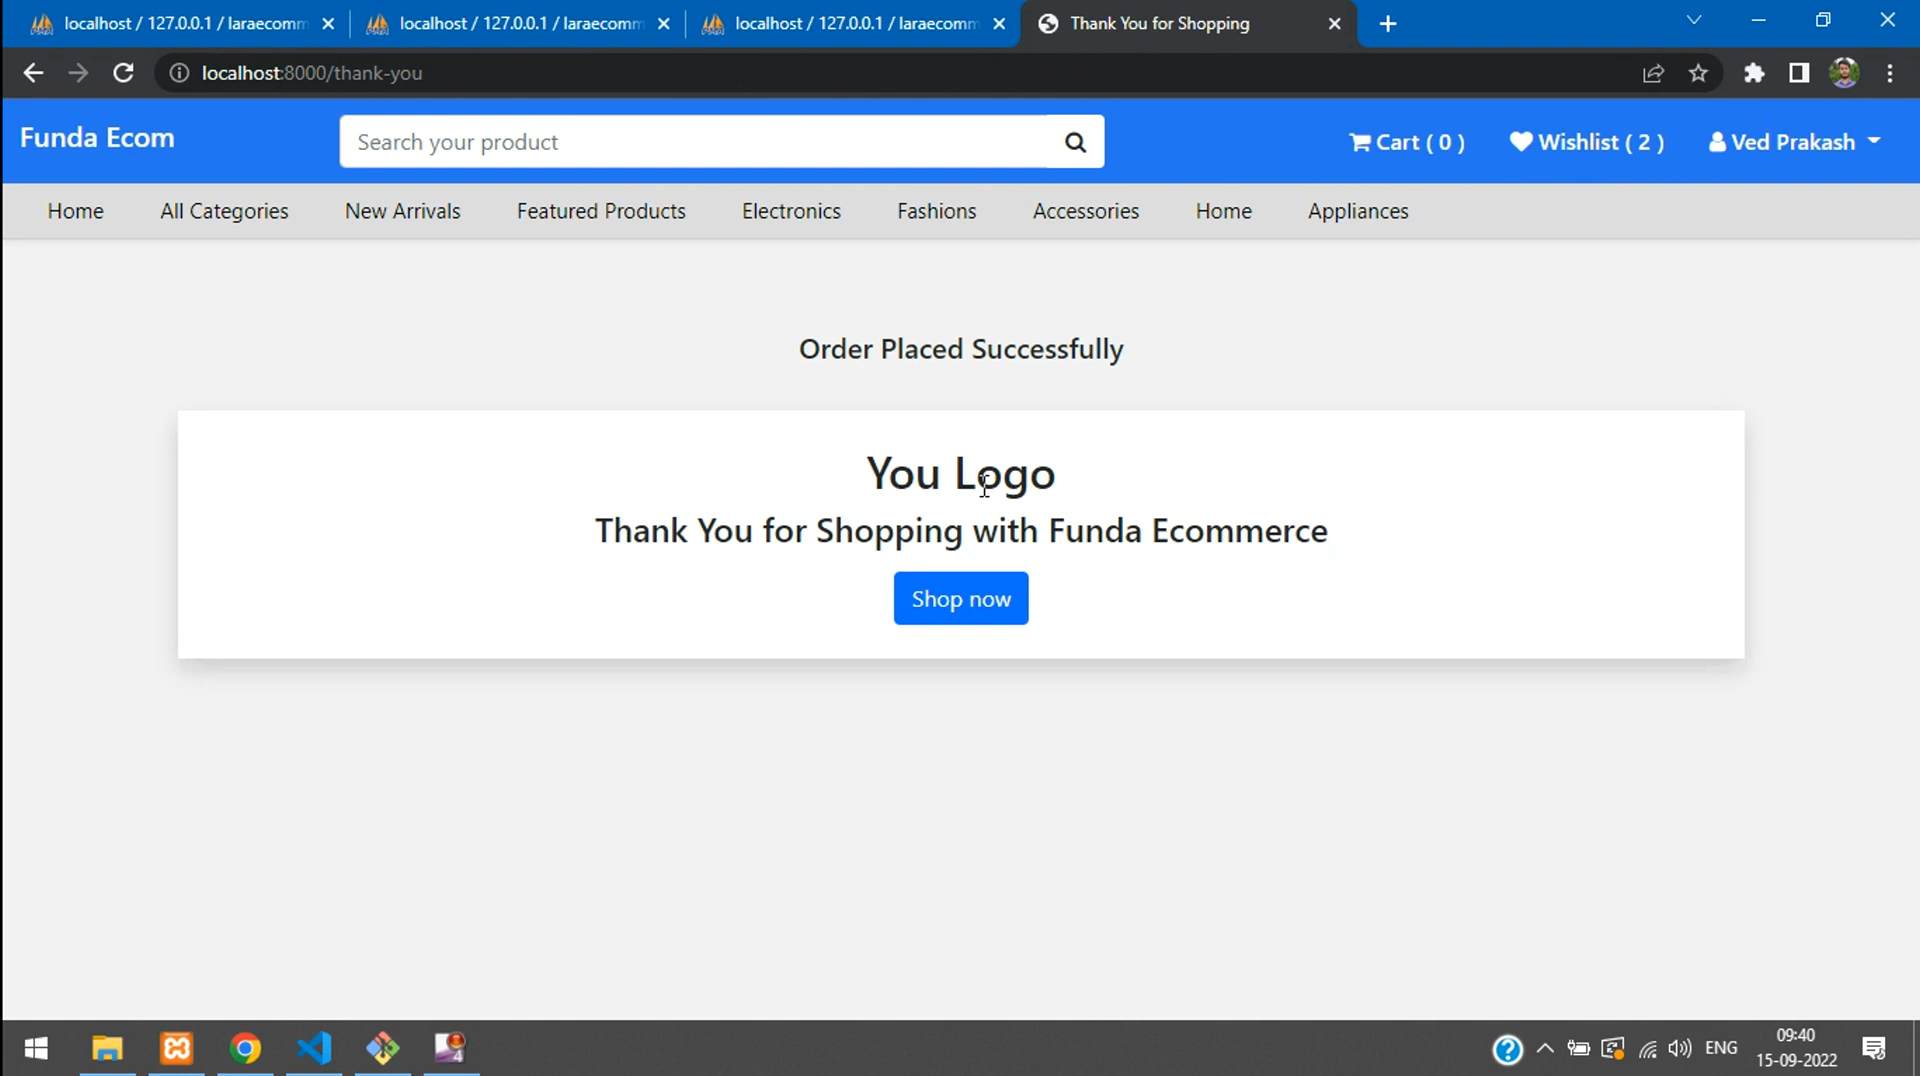 localhost / 127.0.0.1 / laraecomm
localhost / 127.0.0.1 / laraecomm
localhost / 127.0.0.1 / laraecomm
Thank You for Shopping
localhost:8000/thank-you
Funda Ecom
Search your product
Cart ( 0 )
Wishlist ( 2 )
Ved Prakash
Home
All Categories
New Arrivals
Featured Products
Electronics
Fashions
Accessories
Home
Appliances
Order Placed Successfully
You Logo
Thank You for Shopping with Funda Ecommerce
Shop now
4
ENG
09:40
15-09-2022